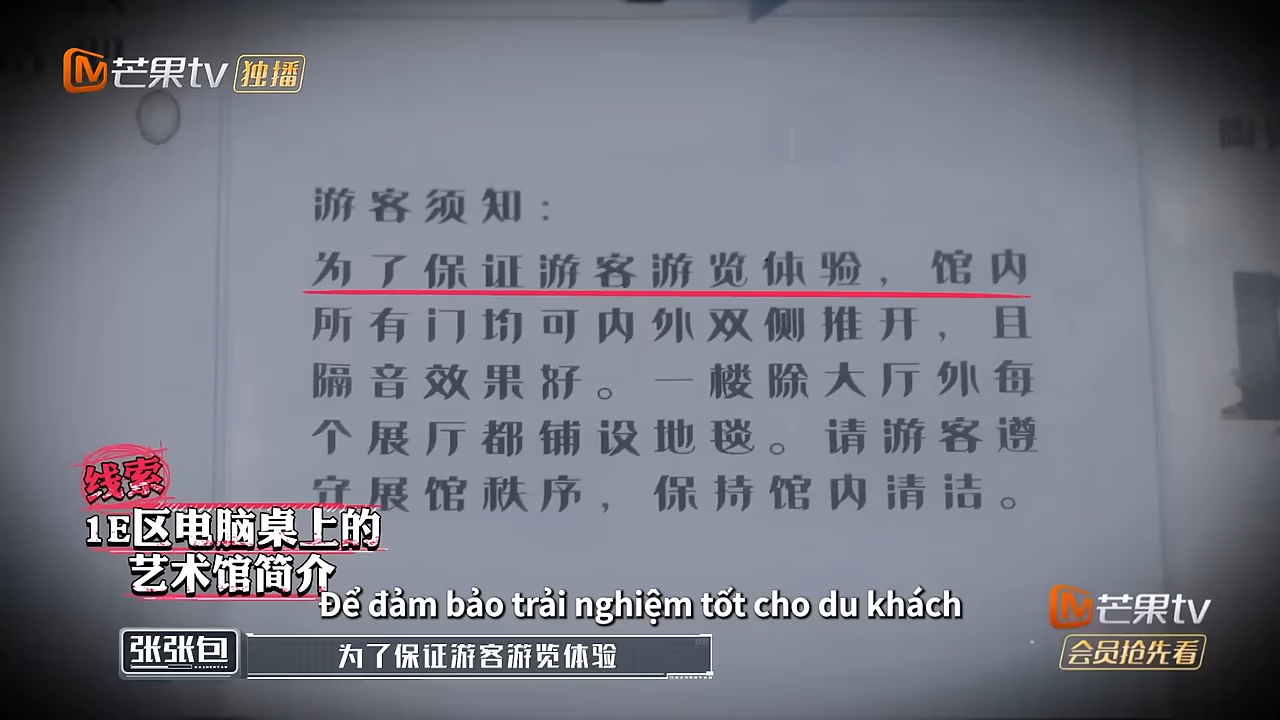 芒果tv 独播
游客须知：
为了保证游客游览体验，馆内
所有门均可内外双侧推开，且
隔音效果好。一楼除大厅外每
个展厅都铺设地毯。请游客遵
守展馆秩序，保持馆内清洁。
线索
1E区电脑桌上的
艺术馆简介
Để đảm bảo trải nghiệm tốt cho du khách
芒果tv
会员抢先看
张张包
为了保证游客游览体验